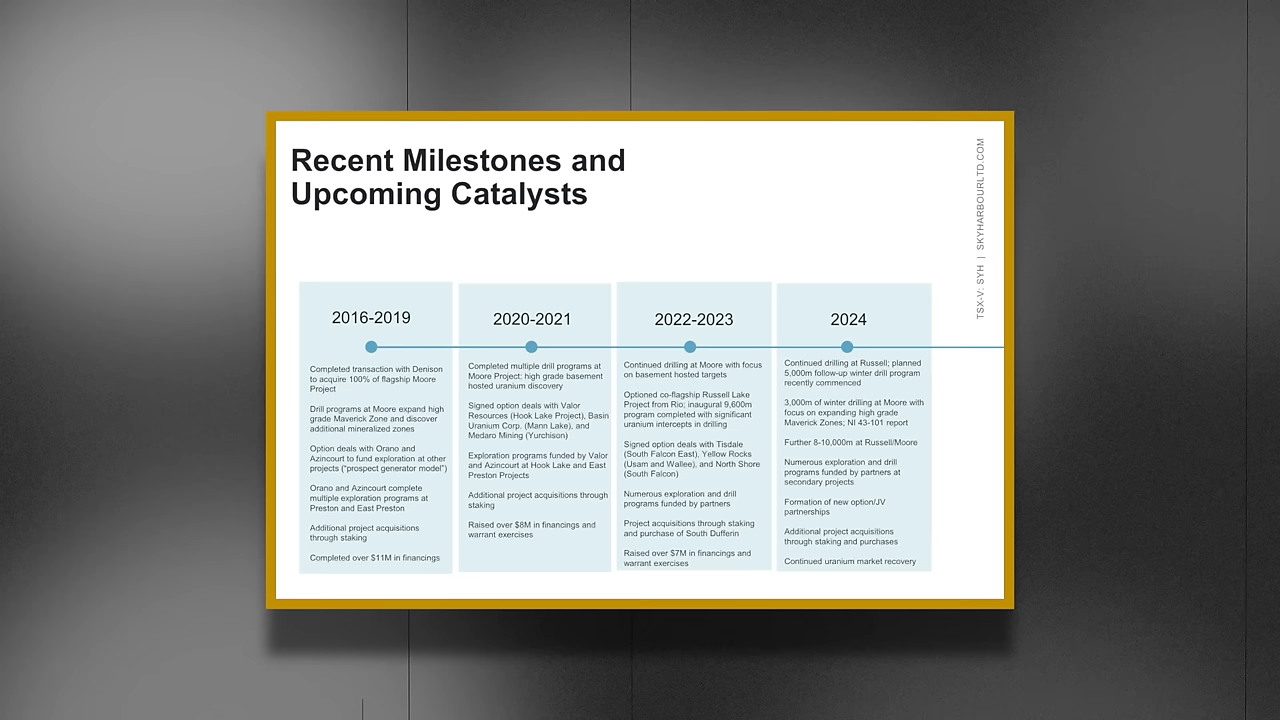 Recent Milestones and
Upcoming Catalysts
TSX-V: SYH | SKYHARBOURLTD.COM
2016-2019
Completed transaction with Denison
to acquire 100% of flagship Moore
Project
Drill programs at Moore expand high
grade Maverick Zone and discover
additional mineralized zones
Option deals with Orano and
Azincourt to fund exploration at other
projects ("prospect generator model")
Orano and Azincourt complete
multiple exploration programs at
Preston and East Preston
Additional project acquisitions
through staking
Completed over $11M in financings
2020-2021
Completed multiple drill programs at
Moore Project; high grade basement
hosted uranium discovery
Signed option deals with Valor
Resources (Hook Lake Project), Basin
Uranium Corp. (Mann Lake), and
Medaro Mining (Yurchison)
Exploration programs funded by Valor
and Azincourt at Hook Lake and East
Preston Projects
Additional project acquisitions through
staking
Raised over $8M in financings and
warrant exercises
2022-2023
Continued drilling at Moore with focus
on basement hosted targets
Optioned co-flagship Russell Lake
Project from Rio; inaugural 9,600m
program completed with significant
uranium intercepts in drilling
Signed option deals with Tisdale
(South Falcon East), Yellow Rocks
(Usam and Wallee), and North Shore
(South Falcon)
Numerous exploration and drill
programs funded by partners
Project acquisitions through staking
and purchase of South Dufferin
Raised over $7M in financings and
warrant exercises
2024
Continued drilling at Russell; planned
5,000m follow-up winter drill program
recently commenced
3,000m of winter drilling at Moore with
focus on expanding high grade
Maverick Zones; NI 43-101 report
Further 8-10,000m at Russell/Moore
Numerous exploration and drill
programs funded by partners at
secondary projects
Formation of new option/JV
partnerships
Additional project acquisitions
through staking and purchases
Continued uranium market recovery